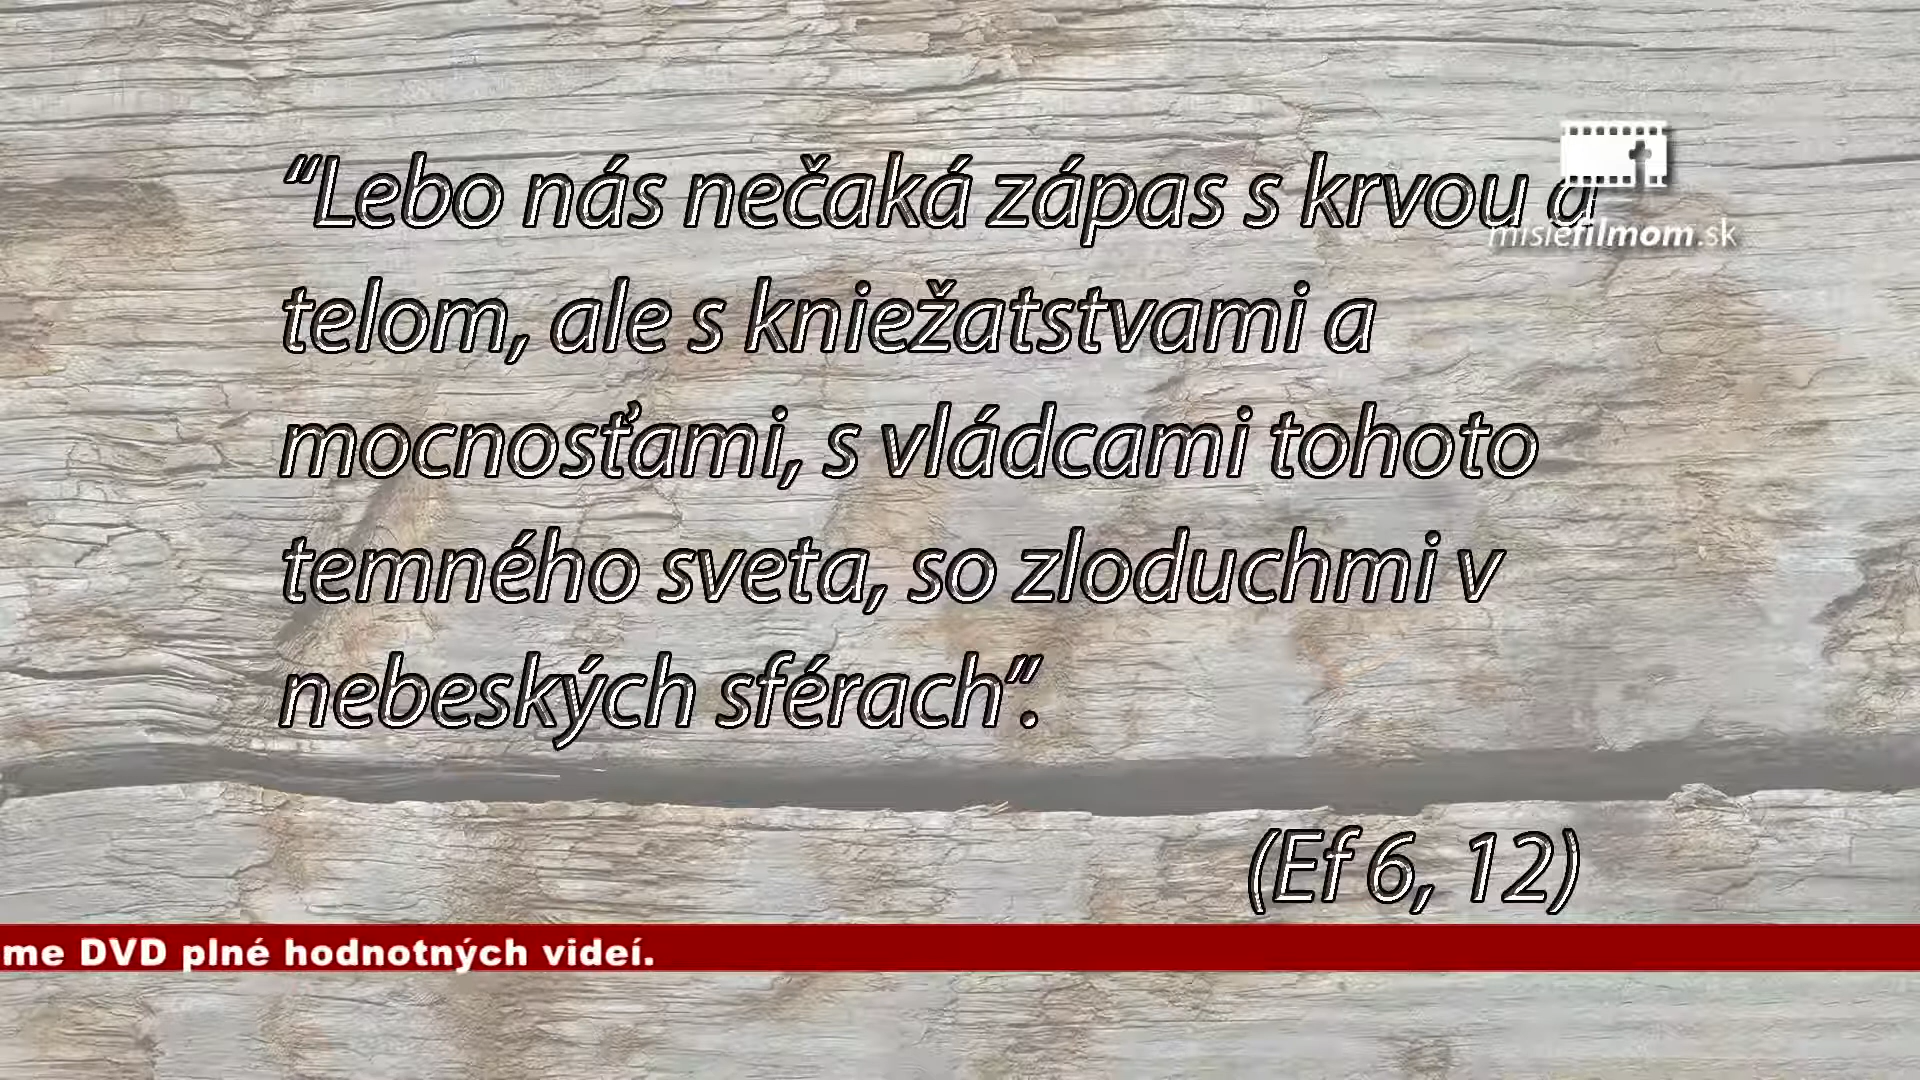 “Lebo nás nečaká zápas s krvou a
telom, ale s kniežatstvami a
mocnosťami, s vládcami tohoto
temného sveta, so zloduchmi v
nebeských sférach”.
(Ef 6, 12)
misiefilmom.sk
me DVD plné hodnotných videí.